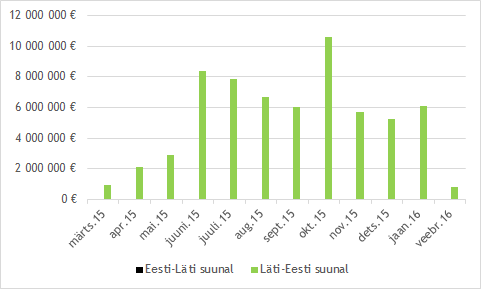 12 000 000 €
10 000 000 €
8 000 000 €
6 000 000 €
4 000 000 €
2 000 000 €
0 €
märts.15
apr.15
mai.15
juuni.15
juuli.15
aug.15
sept.15
okt.15
nov.15
dets.15
jaan.16
veebr.16
Eesti-Läti suunal
Läti-Eesti suunal